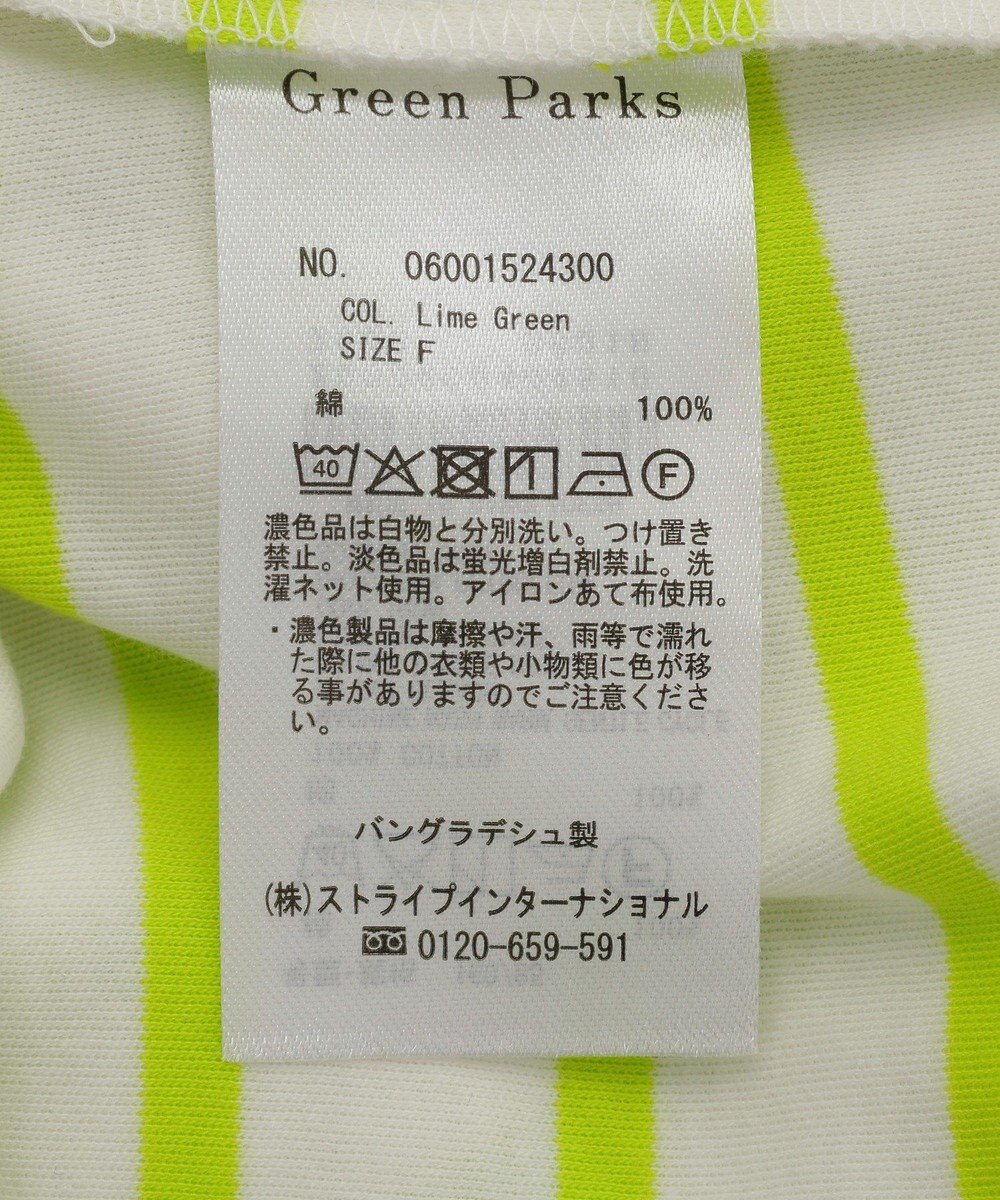 Green Parks
NO. 06001524300
COL. Lime Green
SIZE F
綿 100%
40 F
濃色品は白物と分別洗い。つけ置き
禁止。淡色品は蛍光増白剤禁止。洗
濯ネット使用。アイロンあて布使用。
・濃色製品は摩擦や汗、雨等で濡れ
た際に他の衣類や小物類に色が移
る事がありますのでご注意くださ
い。
バングラデシュ製
(株)ストライプインターナショナル
0120-659-591